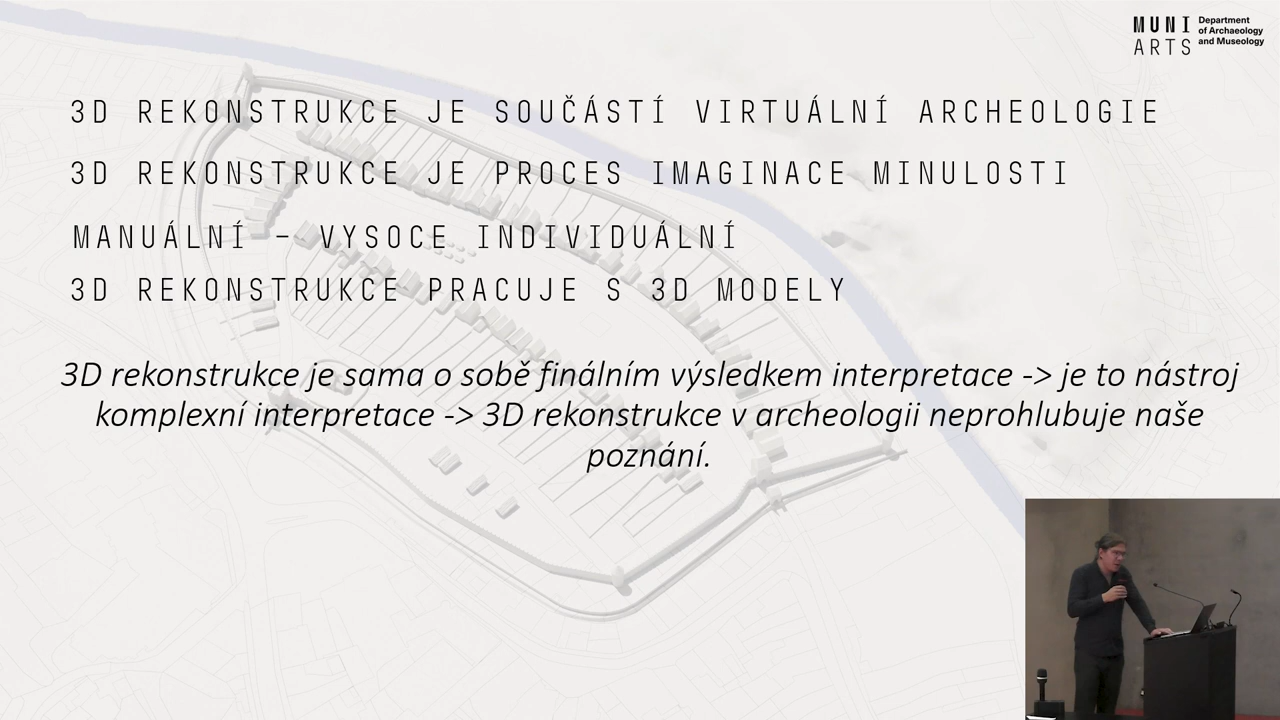 MUNI
ARTS
Department
of Archaeology
and Museology
3D REKONSTRUKCE JE SOUČÁSTÍ VIRTUÁLNÍ ARCHEOLOGIE
3D REKONSTRUKCE JE PROCES IMAGINACE MINULOSTI
MANUÁLNÍ – VYSOCE INDIVIDUÁLNÍ
3D REKONSTRUKCE PRACUJE S 3D MODELY
3D rekonstrukce je sama o sobě finálním výsledkem interpretace -> je to nástroj
komplexní interpretace -> 3D rekonstrukce v archeologii neprohlubuje naše
poznání.